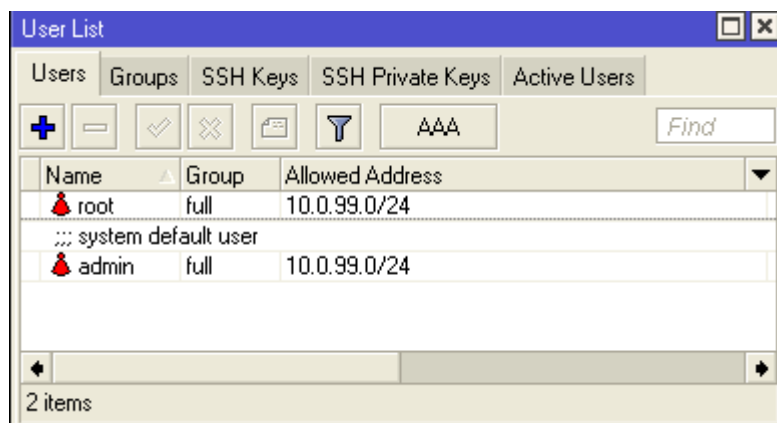 User List
Users Groups SSH Keys SSH Private Keys Active Users
AAA Find
Name Group Allowed Address
root full 10.0.99.0/24
;;; system default user
admin full 10.0.99.0/24
2 items